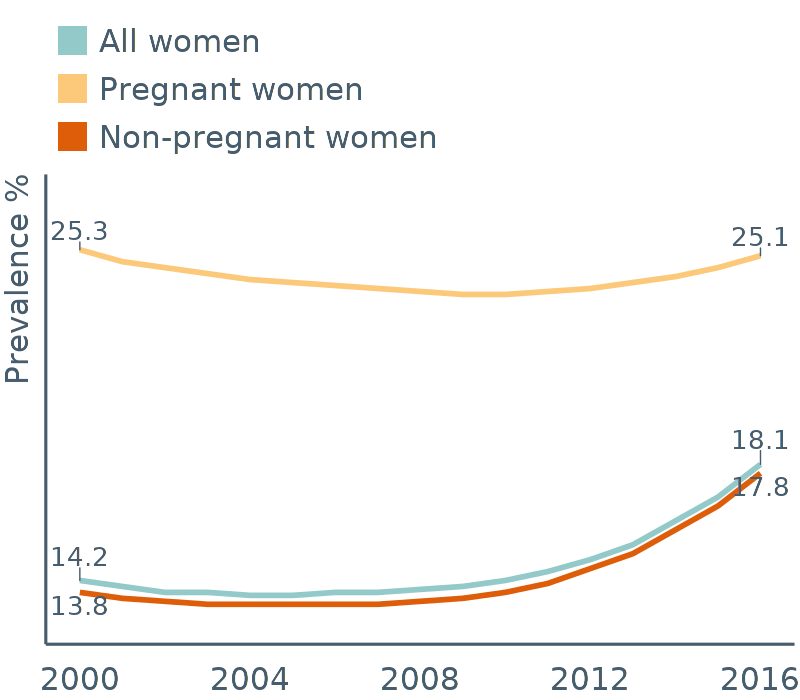 All women
Pregnant women
Non-pregnant women
Prevalence %
25.3
25.1
18.1
17.8
14.2
13.8
2000 2004 2008 2012 2016